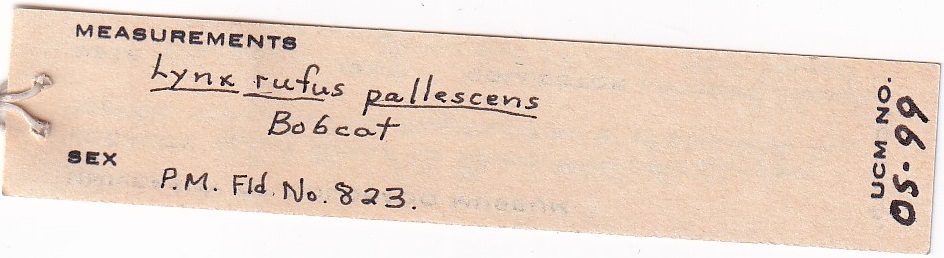 MEASUREMENTS
Lynx rufus pallescens
Bobcat
SEX
P.M. Fld. No. 823.
UCM NO.
05-99